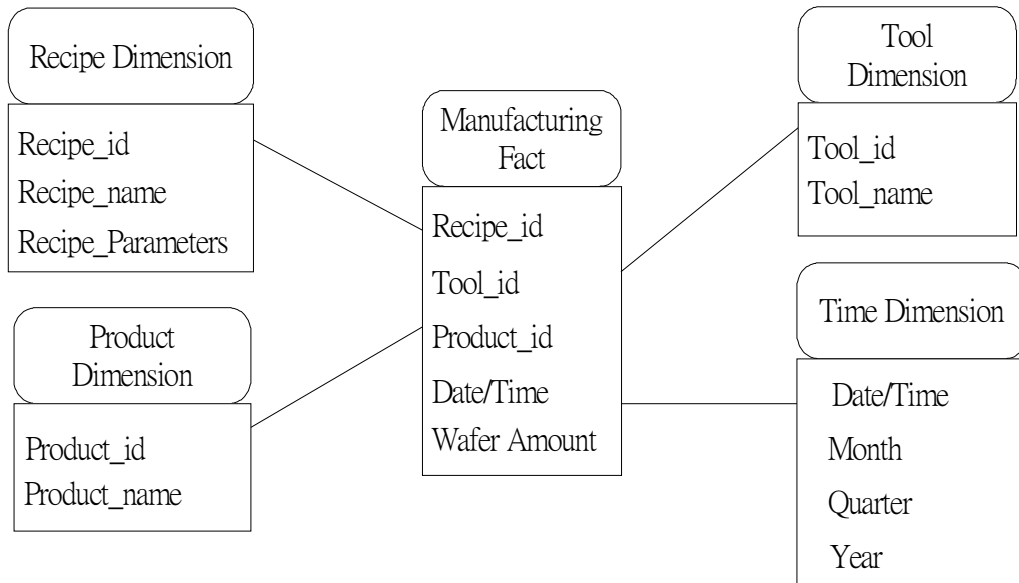 Recipe Dimension
Recipe_id
Recipe_name
Recipe_Parameters
Product
Dimension
Product_id
Product_name
Manufacturing
Fact
Recipe_id
Tool_id
Product_id
Date/Time
Wafer Amount
Tool
Dimension
Tool_id
Tool_name
Time Dimension
Date/Time
Month
Quarter
Year